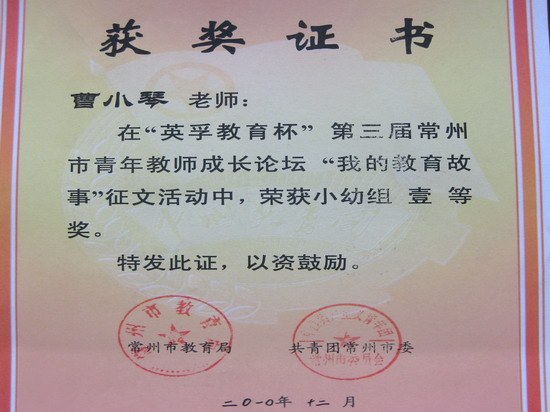 获奖证书
曹小琴 老师：
在“英孚教育杯” 第三届常州
市青年教师成长论坛 “我的教育故
事”征文活动中，荣获小幼组 壹 等
奖。
特发此证，以资鼓励。
常州市教育局 共青团常州市委
二〇一〇年 十二 月